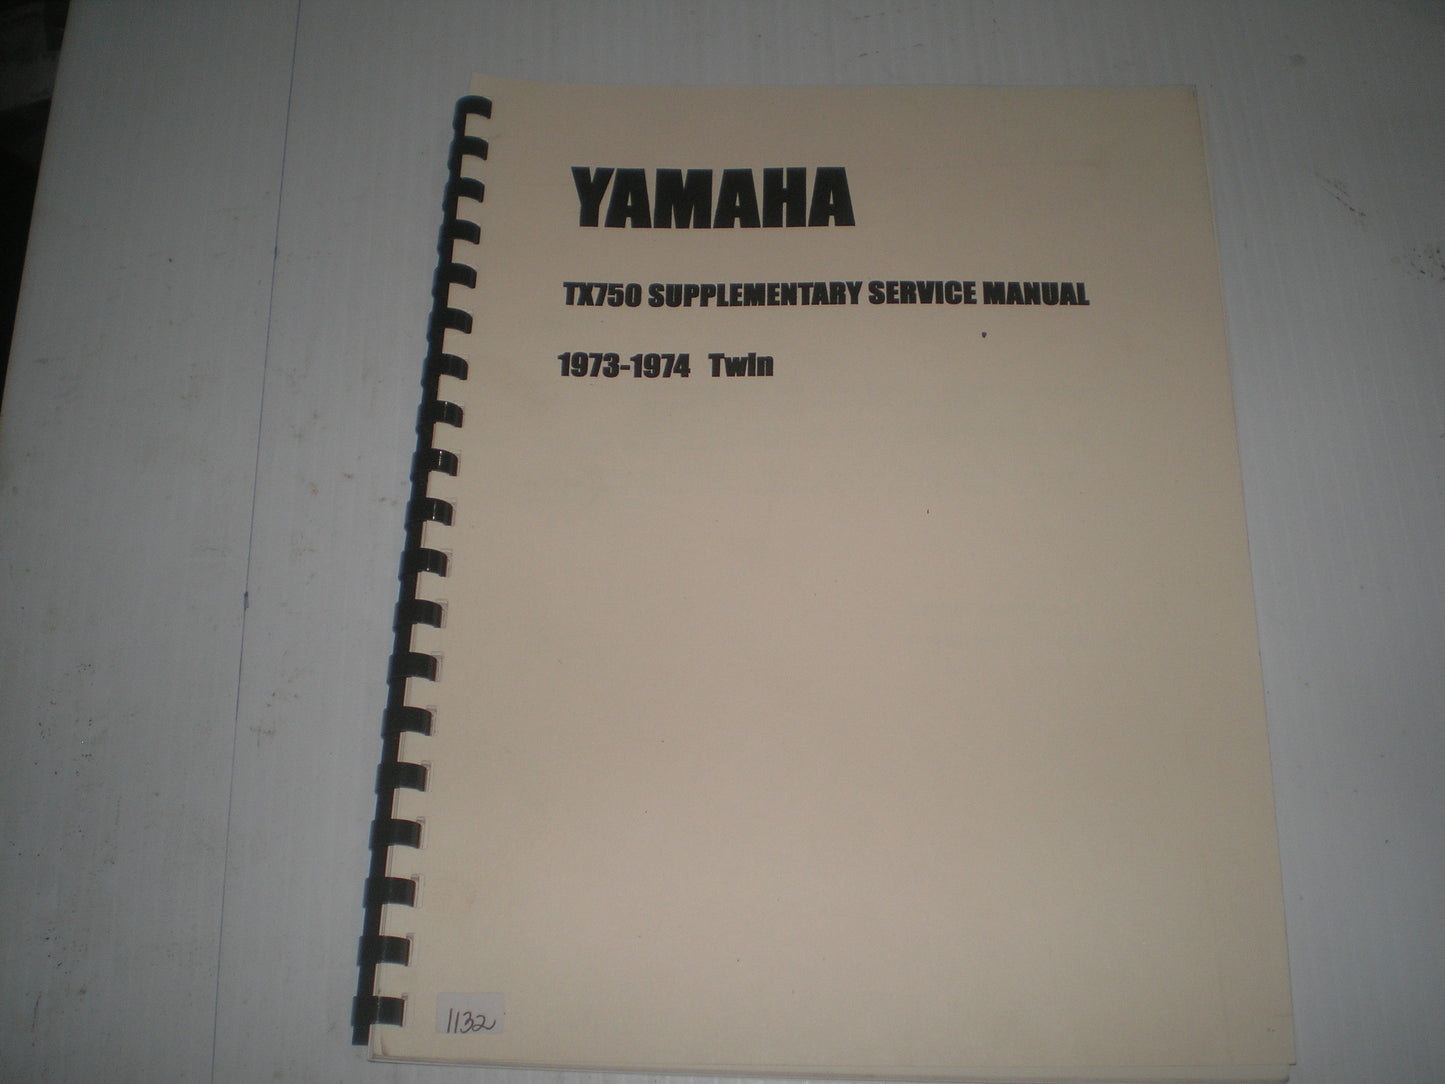 YAMAHA
TX750 SUPPLEMENTARY SERVICE MANUAL
1973-1974 Twin
1132